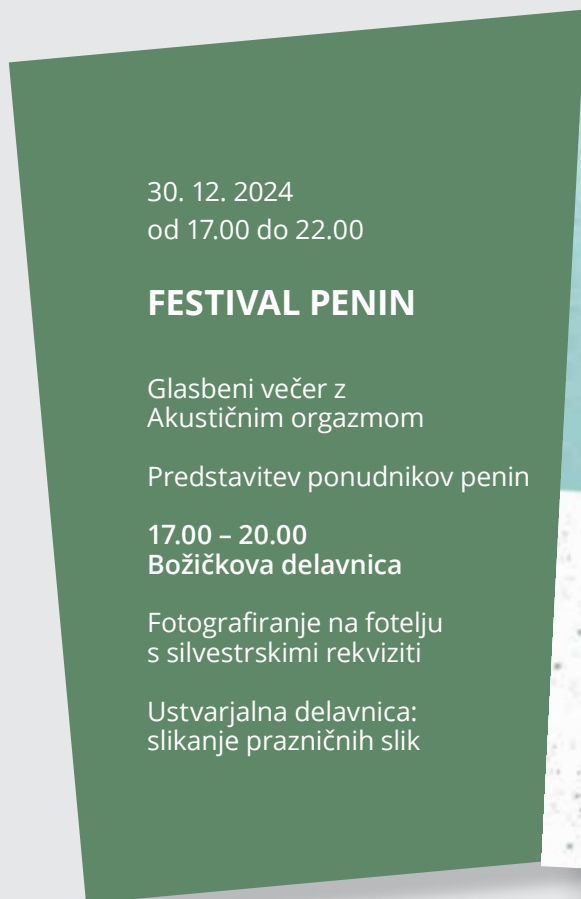 30. 12. 2024
od 17.00 do 22.00
FESTIVAL PENIN
Glasbeni večer z
Akustičnim orgazmom
Predstavitev ponudnikov penin
17.00 – 20.00
Božičkova delavnica
Fotografiranje na fotelju
s silvestrskimi rekviziti
Ustvarjalna delavnica:
slikanje prazničnih slik